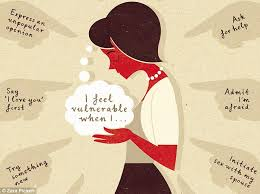 Express an
unpopular
opinion
Ask
for help
I feel
vulnerable
when I...
Say
'I love you'
first
Admit
I'm
afraid
Try
something
new
Initiate
sex with my
spouse
© Zara Picken